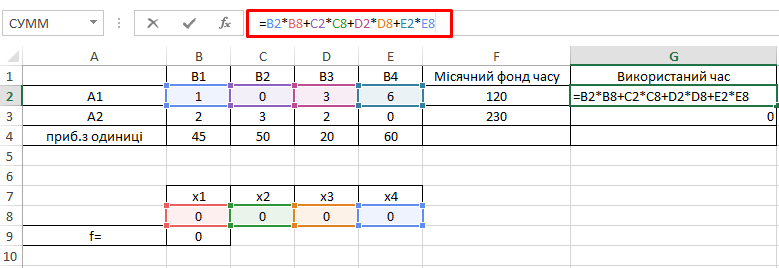 СУММ fx =B2*B8+C2*C8+D2*D8+E2*E8
A B C D E F G
1 B1 B2 B3 B4 Місячний фонд часу Використаний час
2 A1 1 0 3 6 120 =B2*B8+C2*C8+D2*D8+E2*E8
3 A2 2 3 2 0 230 0
4 приб.з одиниці 45 50 20 60
5
6
7 x1 x2 x3 x4
8 0 0 0 0
9 f= 0
10